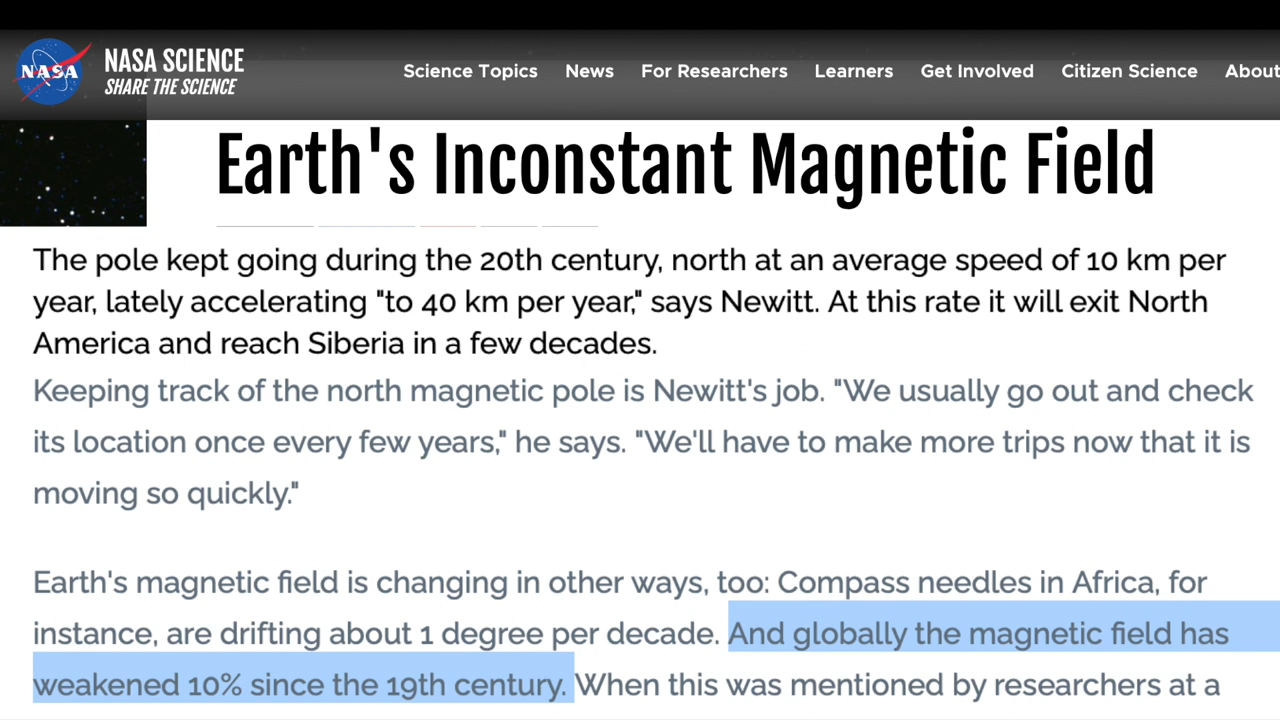 NASA
NASA SCIENCE
SHARE THE SCIENCE
Science Topics News For Researchers Learners Get Involved Citizen Science About
Earth's Inconstant Magnetic Field
The pole kept going during the 20th century, north at an average speed of 10 km per
year, lately accelerating "to 40 km per year," says Newitt. At this rate it will exit North
America and reach Siberia in a few decades.
Keeping track of the north magnetic pole is Newitt's job. "We usually go out and check
its location once every few years," he says. "We'll have to make more trips now that it is
moving so quickly."
Earth's magnetic field is changing in other ways, too: Compass needles in Africa, for
instance, are drifting about 1 degree per decade. And globally the magnetic field has
weakened 10% since the 19th century. When this was mentioned by researchers at a